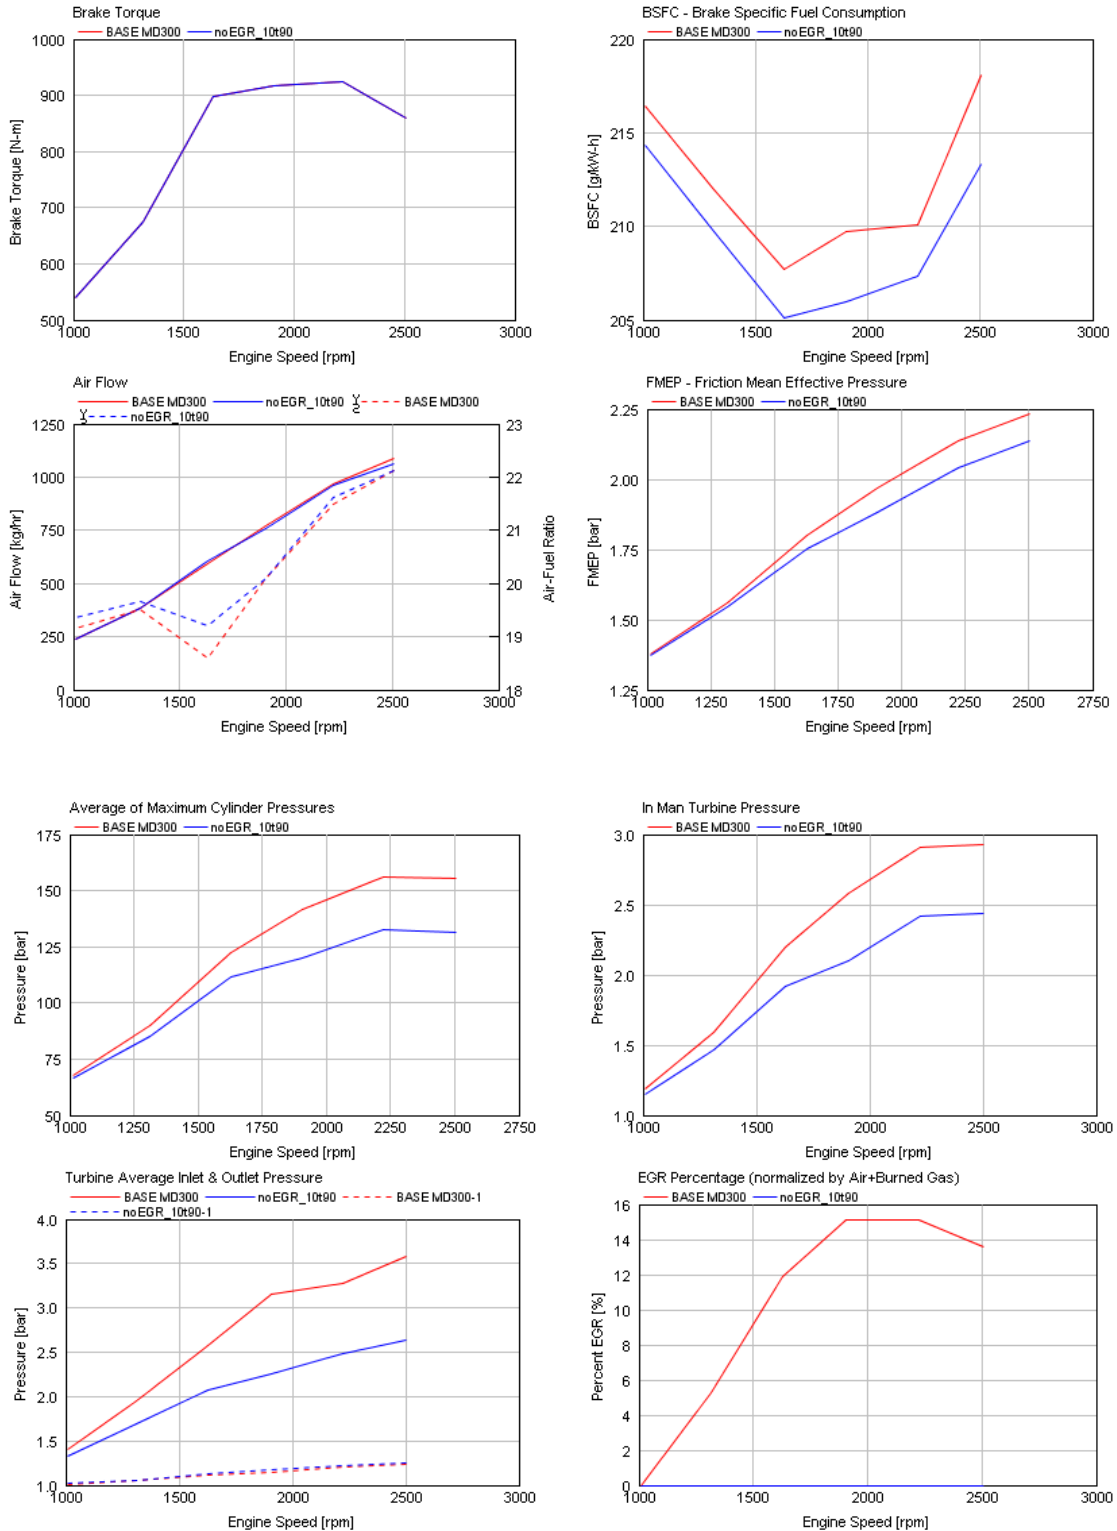 Brake Torque
BASE MD300 noEGR_10t90
1000
900
800
700
600
500
Brake Torque [N-m]
1000 1500 2000 2500 3000
Engine Speed [rpm]
BSFC - Brake Specific Fuel Consumption
BASE MD300 noEGR_10t90
220
215
210
205
BSFC [g/kW-h]
1000 1500 2000 2500 3000
Engine Speed [rpm]
Air Flow
BASE MD300 noEGR_10t90 BASE MD300
noEGR_10t90
1250
1000
750
500
250
0
Air Flow [kg/hr]
23
22
21
20
19
18
Air-Fuel Ratio
1000 1500 2000 2500 3000
Engine Speed [rpm]
FMEP - Friction Mean Effective Pressure
BASE MD300 noEGR_10t90
2.25
2.00
1.75
1.50
1.25
FMEP [bar]
1000 1250 1500 1750 2000 2250 2500 2750
Engine Speed [rpm]
Average of Maximum Cylinder Pressures
BASE MD300 noEGR_10t90
175
150
125
100
75
50
Pressure [bar]
1000 1250 1500 1750 2000 2250 2500 2750
Engine Speed [rpm]
In Man Turbine Pressure
BASE MD300 noEGR_10t90
3.0
2.5
2.0
1.5
1.0
Pressure [bar]
1000 1500 2000 2500 3000
Engine Speed [rpm]
Turbine Average Inlet & Outlet Pressure
BASE MD300 noEGR_10t90 BASE MD300-1
noEGR_10t90-1
4.0
3.5
3.0
2.5
2.0
1.5
1.0
Pressure [bar]
1000 1500 2000 2500 3000
Engine Speed [rpm]
EGR Percentage (normalized by Air+Burned Gas)
BASE MD300 noEGR_10t90
16
14
12
10
8
6
4
2
0
Percent EGR [%]
1000 1500 2000 2500 3000
Engine Speed [rpm]